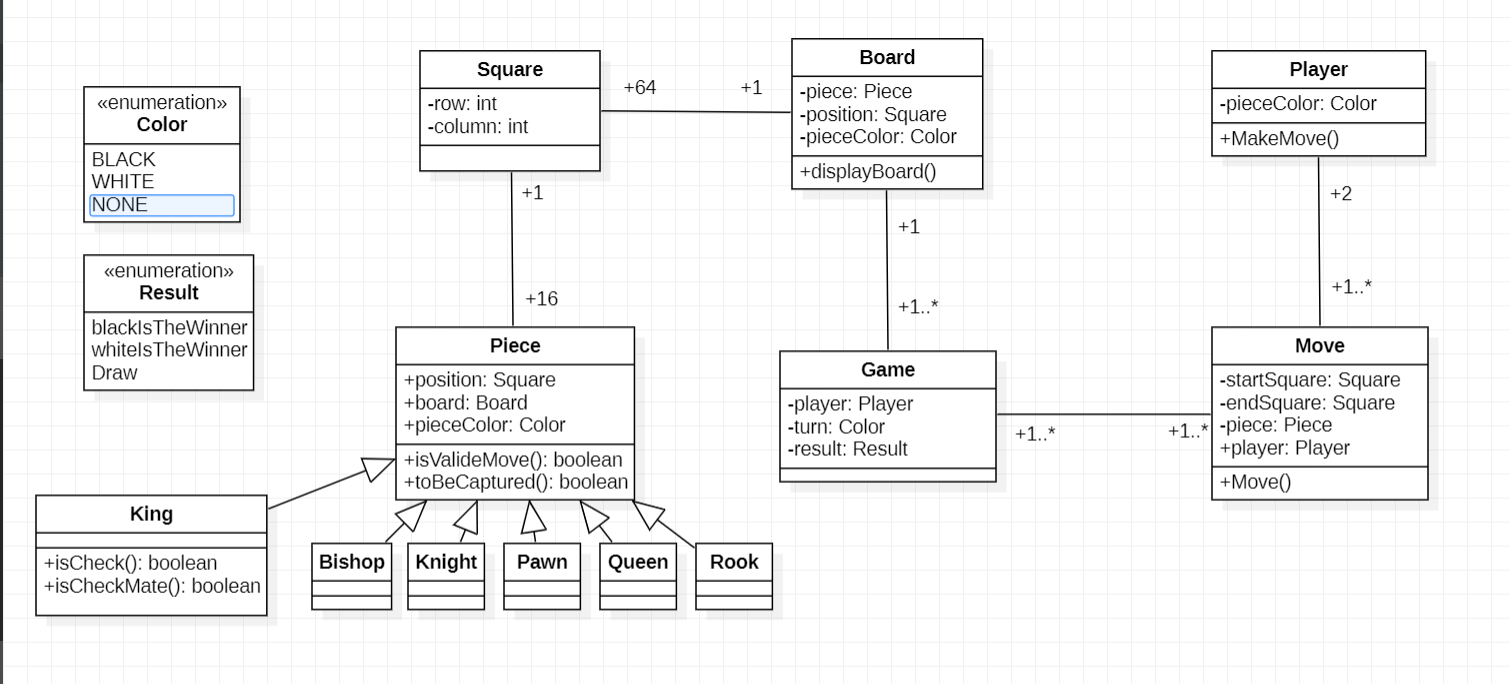 «enumeration»
Color
BLACK
WHITE
NONE
«enumeration»
Result
blackIsTheWinner
whiteIsTheWinner
Draw
Square
-row: int
-column: int
+64
+1
Board
-piece: Piece
-position: Square
-pieceColor: Color
+displayBoard()
Player
-pieceColor: Color
+MakeMove()
+1
+16
+1
+1..*
+2
+1..*
Piece
+position: Square
+board: Board
+pieceColor: Color
+isValideMove(): boolean
+toBeCaptured(): boolean
Game
-player: Player
-turn: Color
-result: Result
+1..*
+1..*
Move
-startSquare: Square
-endSquare: Square
-piece: Piece
+player: Player
+Move()
King
+isCheck(): boolean
+isCheckMate(): boolean
Bishop
Knight
Pawn
Queen
Rook